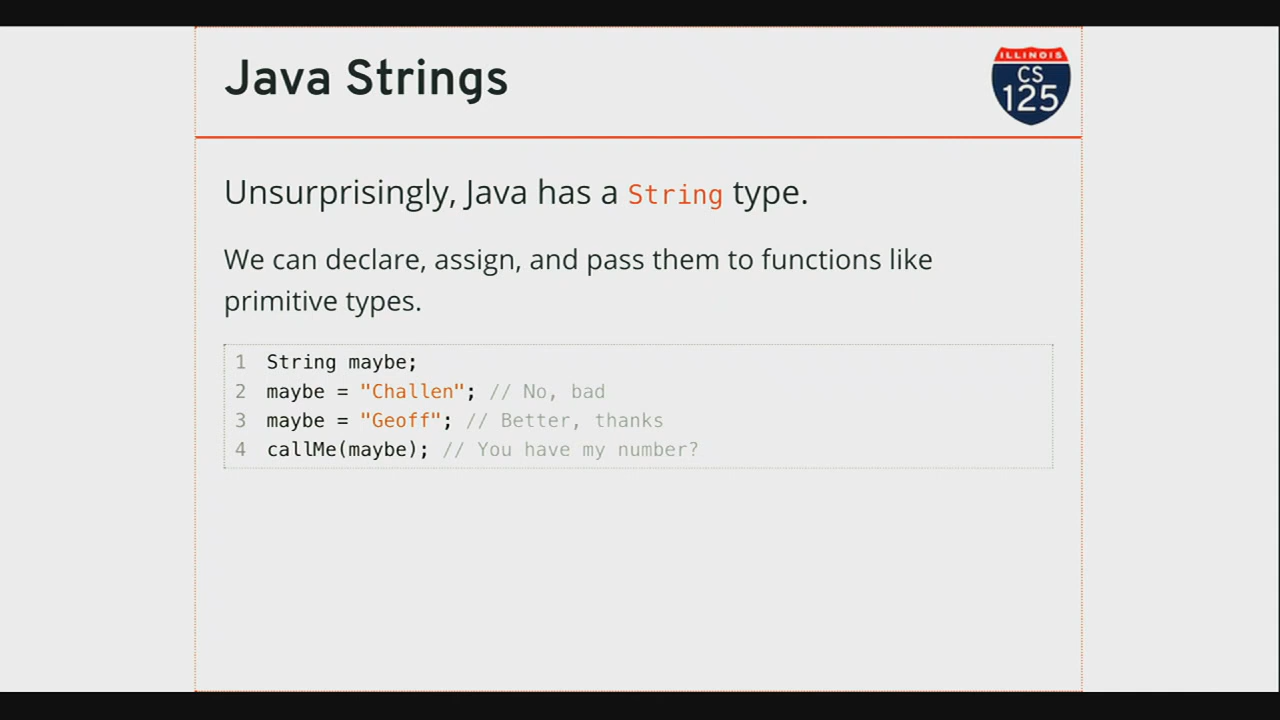 Java Strings
ILLINOIS
CS
125
Unsurprisingly, Java has a String type.
We can declare, assign, and pass them to functions like
primitive types.
1 String maybe;
2 maybe = "Challen"; // No, bad
3 maybe = "Geoff"; // Better, thanks
4 callMe(maybe); // You have my number?